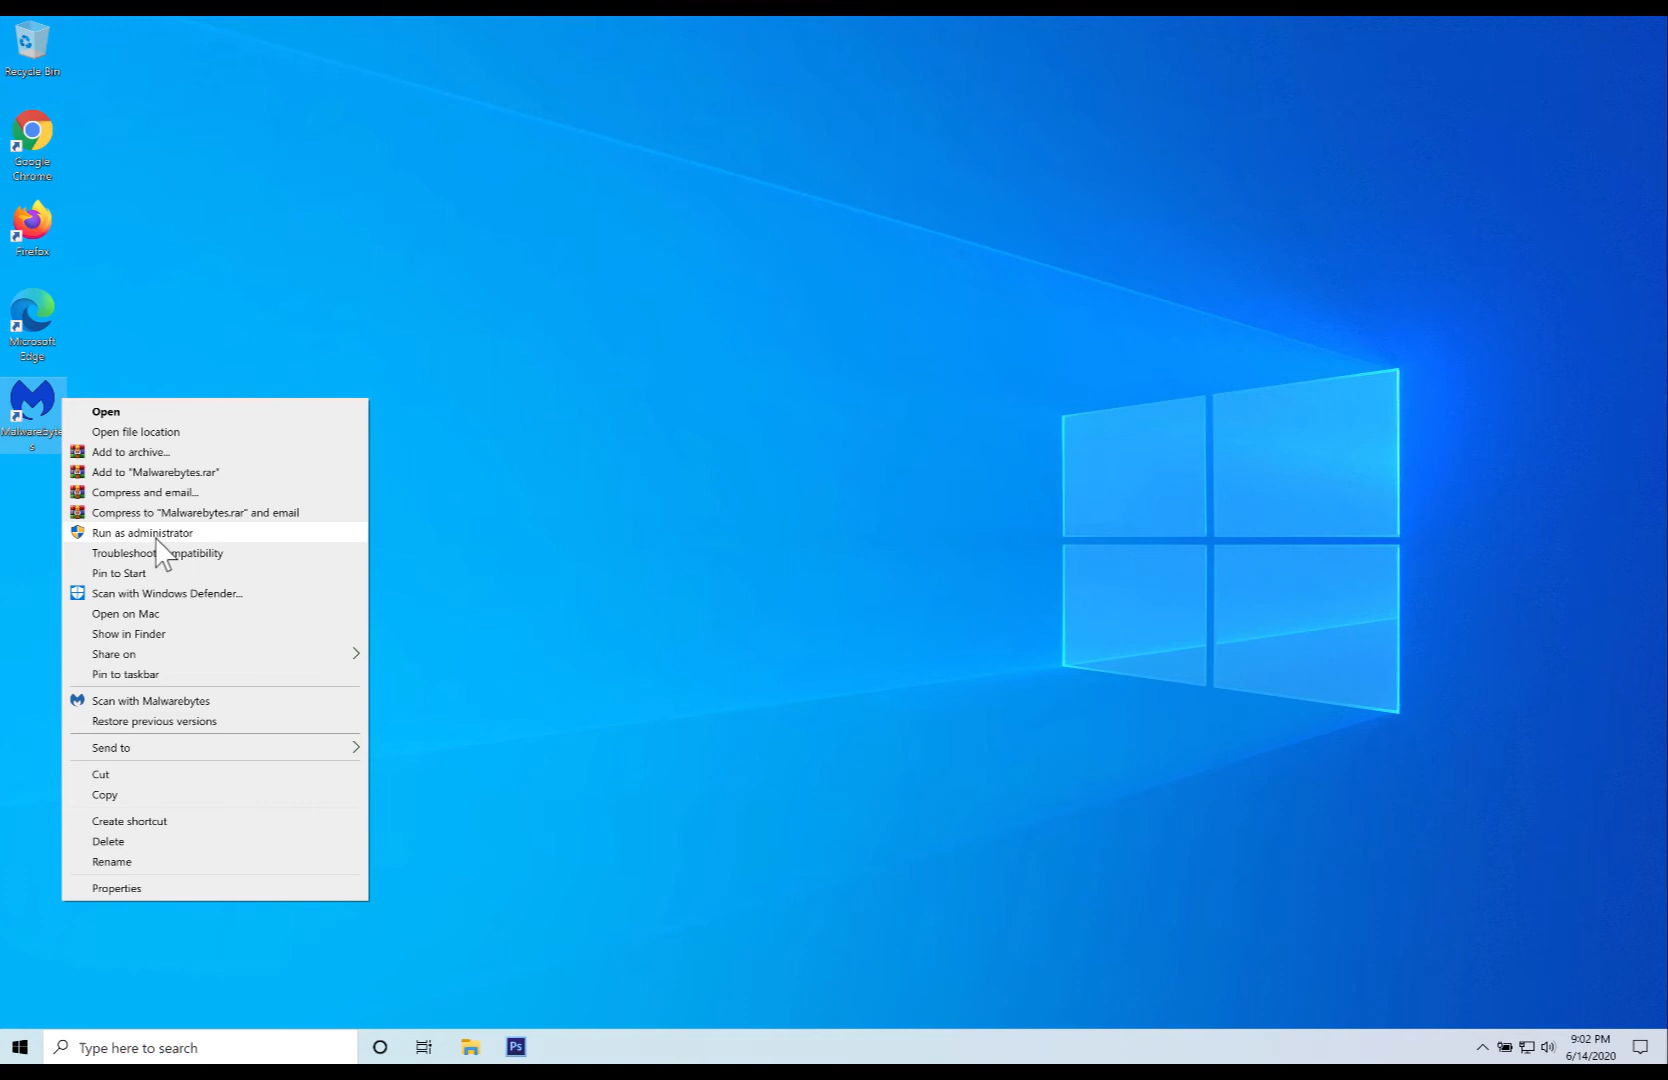 Recycle Bin
Google
Chrome
Firefox
Microsoft
Edge
Malwarebyte
s
Open
Open file location
Add to archive...
Add to "Malwarebytes.rar"
Compress and email...
Compress to "Malwarebytes.rar" and email
Run as administrator
Troubleshoot
Pin to Start
Scan with Windows Defender...
Open on Mac
Show in Finder
Share on
Pin to taskbar
Scan with Malwarebytes
Restore previous versions
Send to
Cut
Copy
Create shortcut
Delete
Rename
Properties
Type here to search
Ps
9:02 PM
6/14/2020